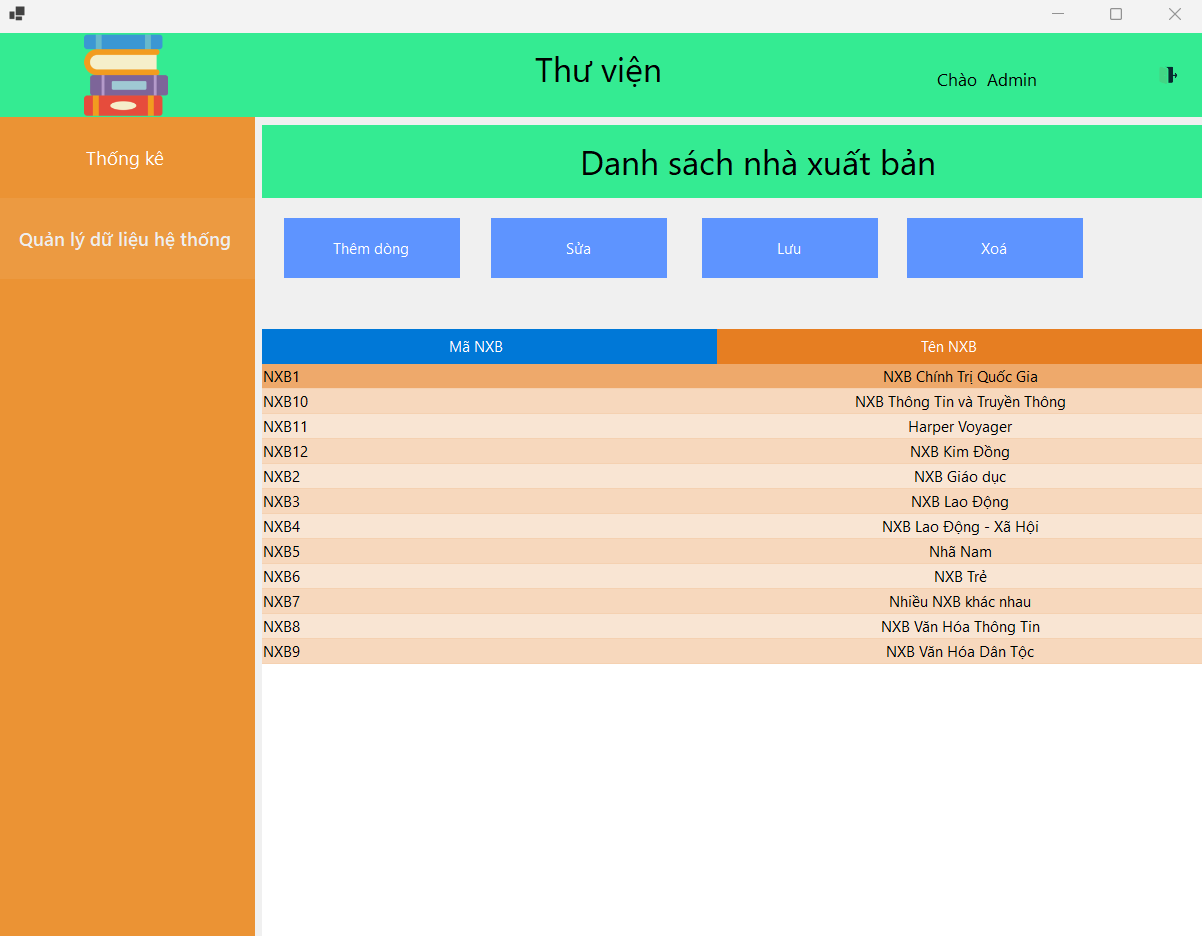 Thư viện
Chào Admin
Thống kê
Quản lý dữ liệu hệ thống
Danh sách nhà xuất bản
Thêm dòng Sửa Lưu Xoá
Mã NXB Tên NXB
NXB1 NXB Chính Trị Quốc Gia
NXB10 NXB Thông Tin và Truyền Thông
NXB11 Harper Voyager
NXB12 NXB Kim Đồng
NXB2 NXB Giáo dục
NXB3 NXB Lao Động
NXB4 NXB Lao Động - Xã Hội
NXB5 Nhã Nam
NXB6 NXB Trẻ
NXB7 Nhiều NXB khác nhau
NXB8 NXB Văn Hóa Thông Tin
NXB9 NXB Văn Hóa Dân Tộc